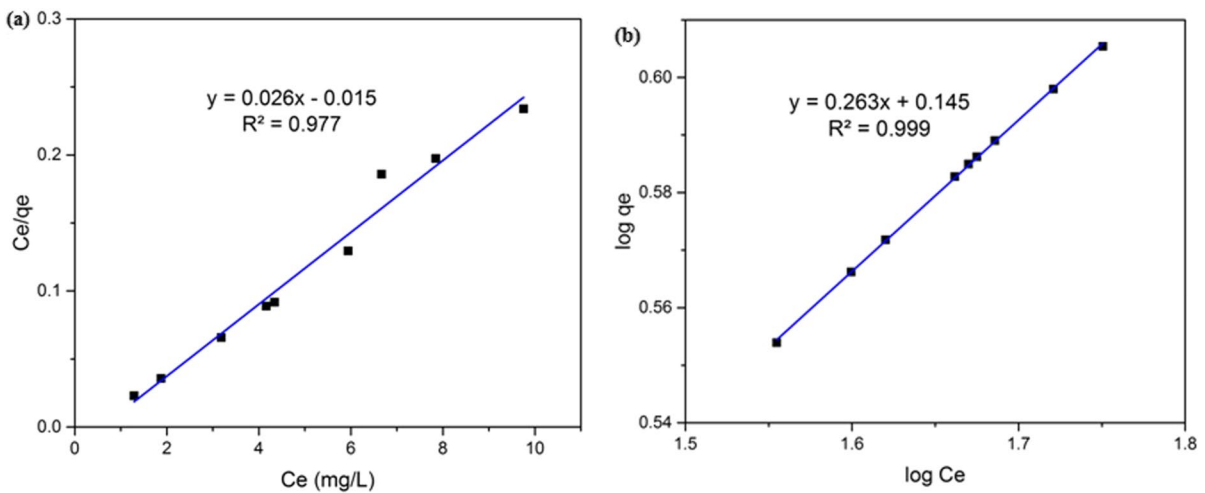 (a)
0.3
0.2
0.1
0.0
Ce/qe
y = 0.026x - 0.015
R² = 0.977
0 2 4 6 8 10
Ce (mg/L)
(b)
0.60
0.58
0.56
0.54
log qe
y = 0.263x + 0.145
R² = 0.999
1.5 1.6 1.7 1.8
log Ce